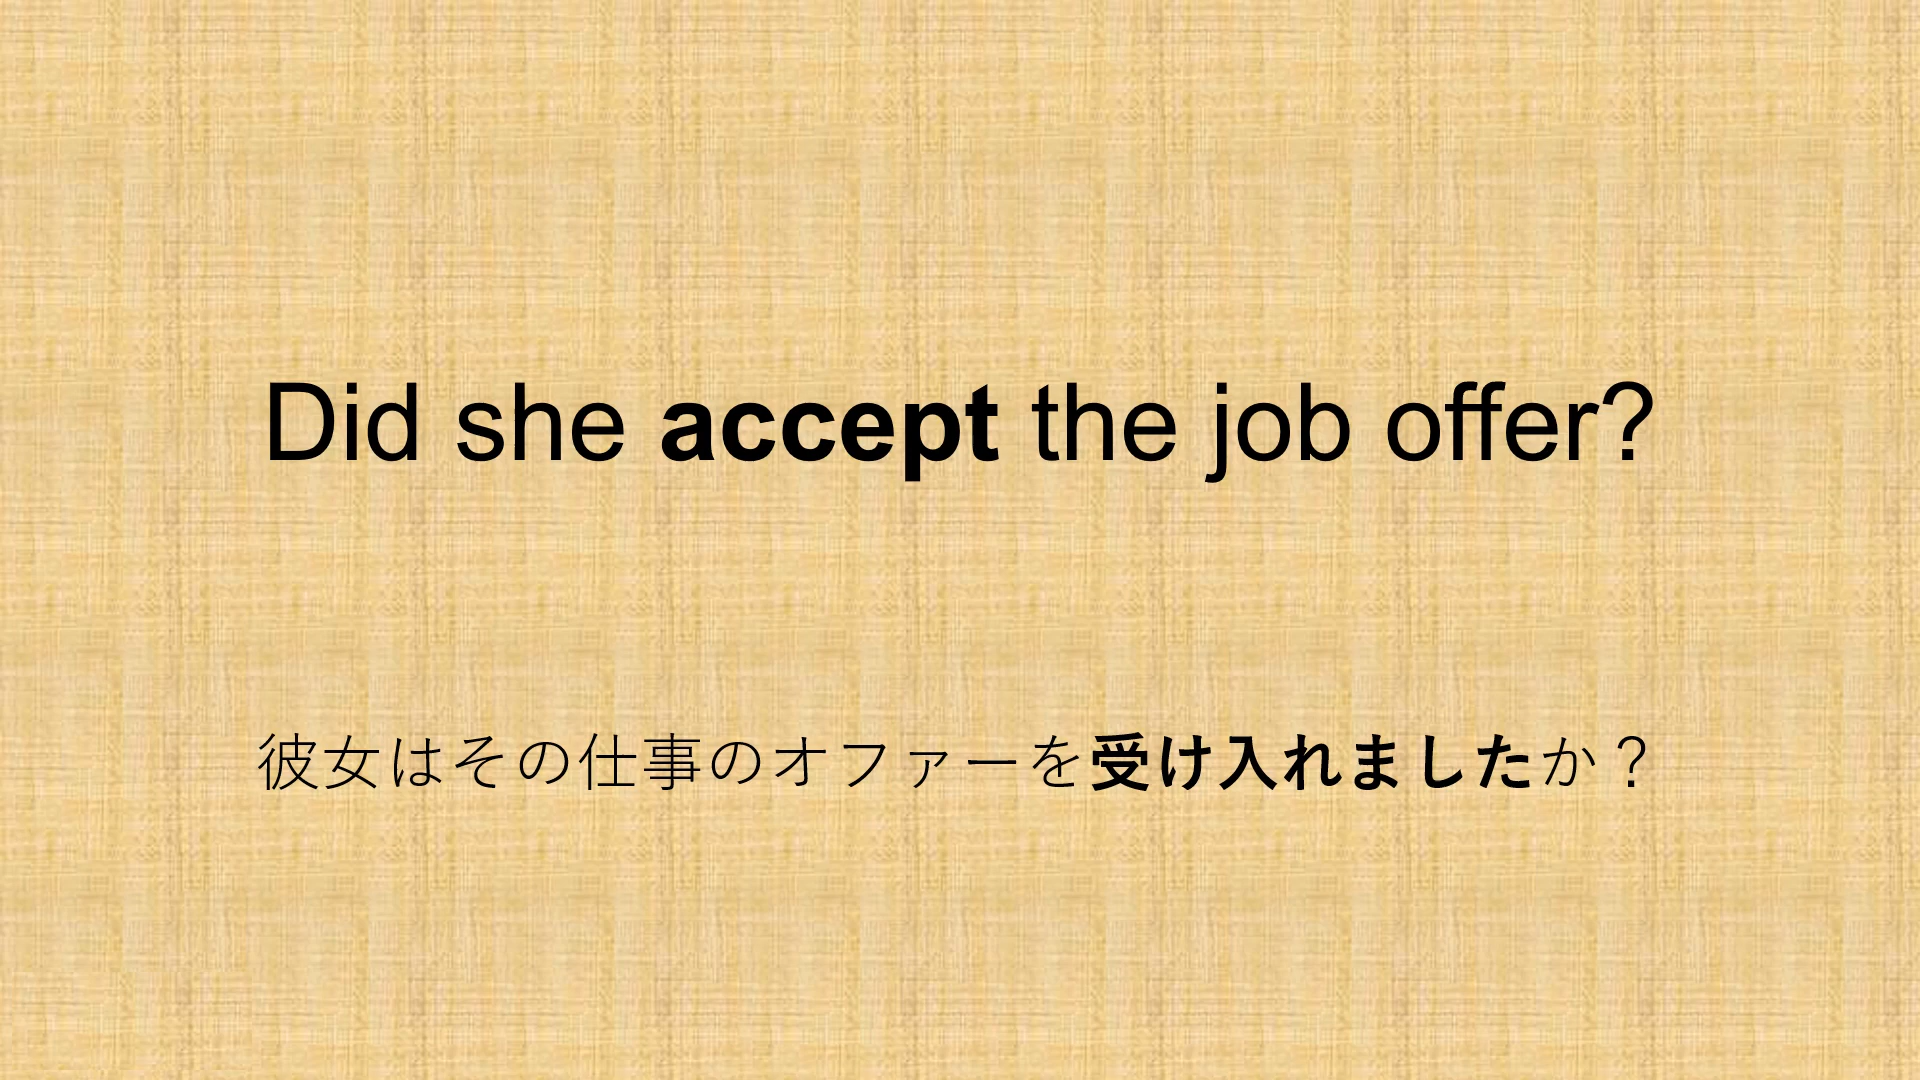 Did she accept the job offer?
彼女はその仕事のオファーを受け入れましたか？